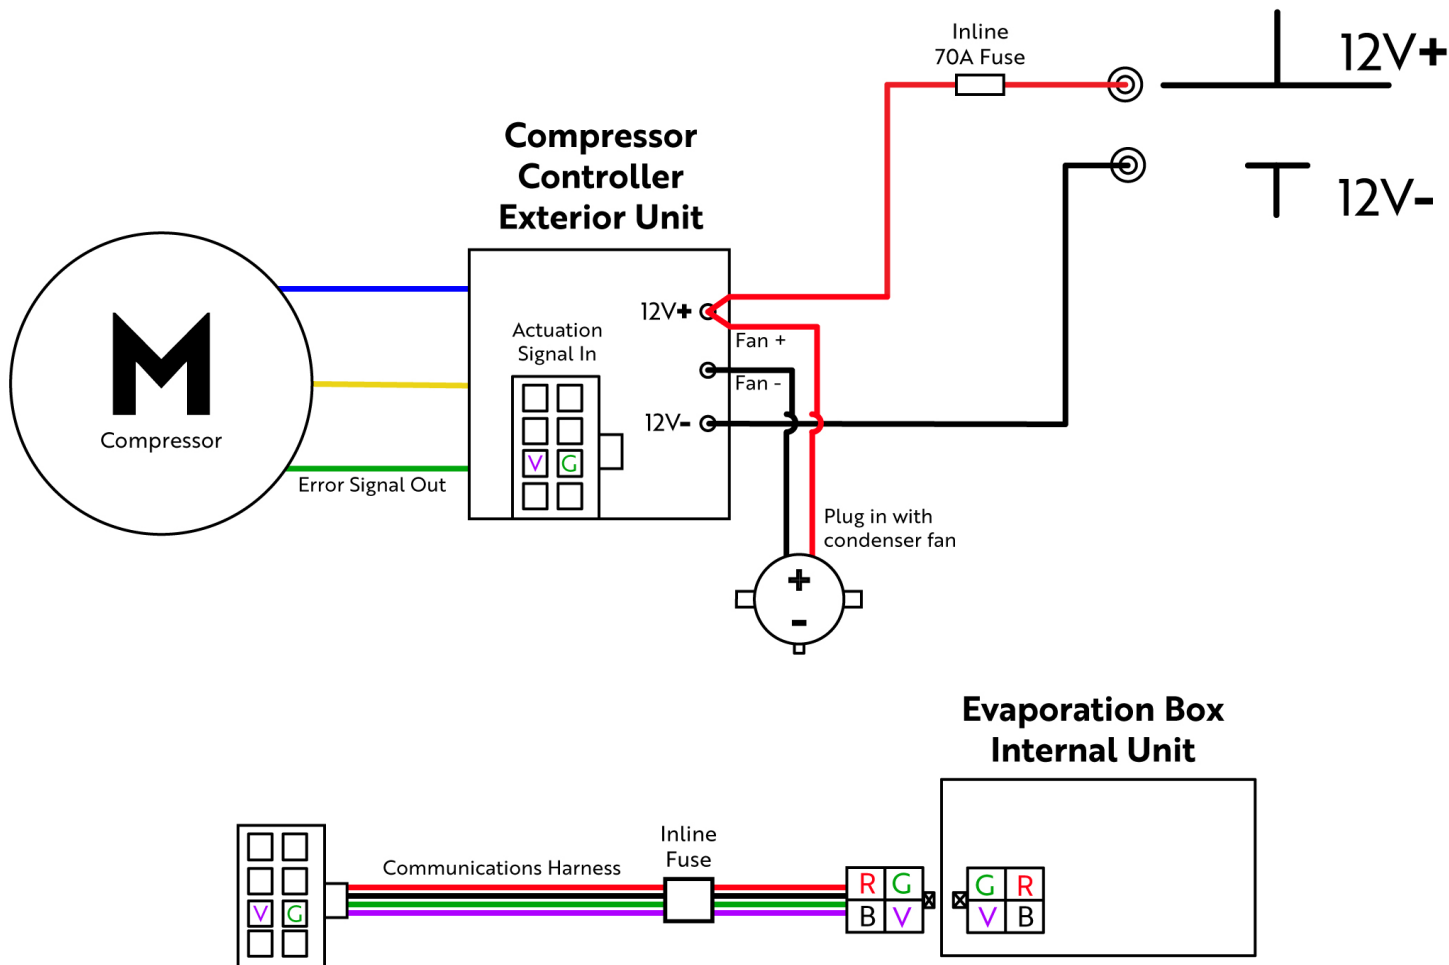 Inline
70A Fuse
12V+
12V-
Compressor
Controller
Exterior Unit
M
Compressor
Error Signal Out
Actuation
Signal In
V G
12V+
Fan +
Fan -
12V-
Plug in with
condenser fan
+
-
Evaporation Box
Internal Unit
V G
Communications Harness
Inline
Fuse
R G
B V
G R
V B